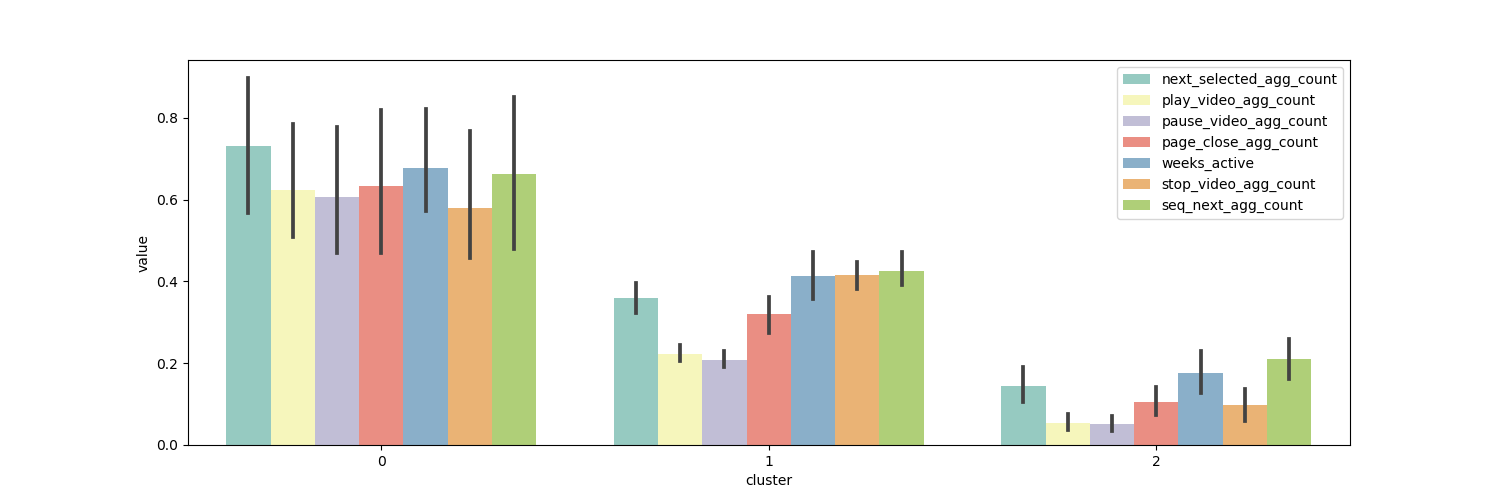 next_selected_agg_count
play_video_agg_count
pause_video_agg_count
page_close_agg_count
weeks_active
stop_video_agg_count
seq_next_agg_count
value
0.8
0.6
0.4
0.2
0.0
0
1
2
cluster